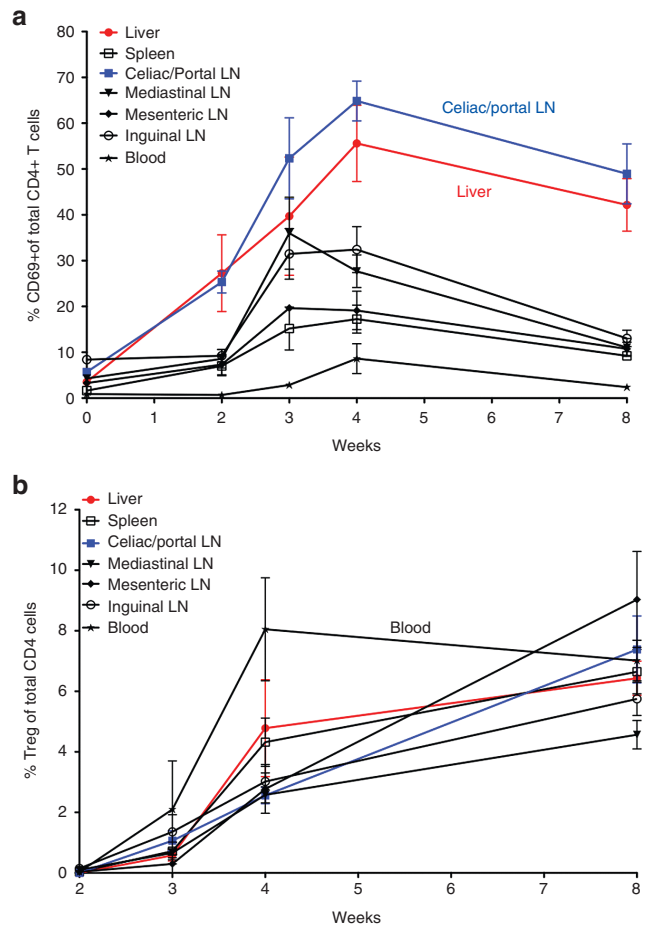 a
80
70
60
50
40
30
20
10
0
% CD69+of total CD4+ T cells
Liver
Spleen
Celiac/Portal LN
Mediastinal LN
Mesenteric LN
Inguinal LN
Blood
Celiac/portal LN
Liver
0 1 2 3 4 5 6 7 8
Weeks
b
12
10
8
6
4
2
0
% Treg of total CD4 cells
Liver
Spleen
Celiac/portal LN
Mediastinal LN
Mesenteric LN
Inguinal LN
Blood
Blood
2 3 4 5 6 7 8
Weeks